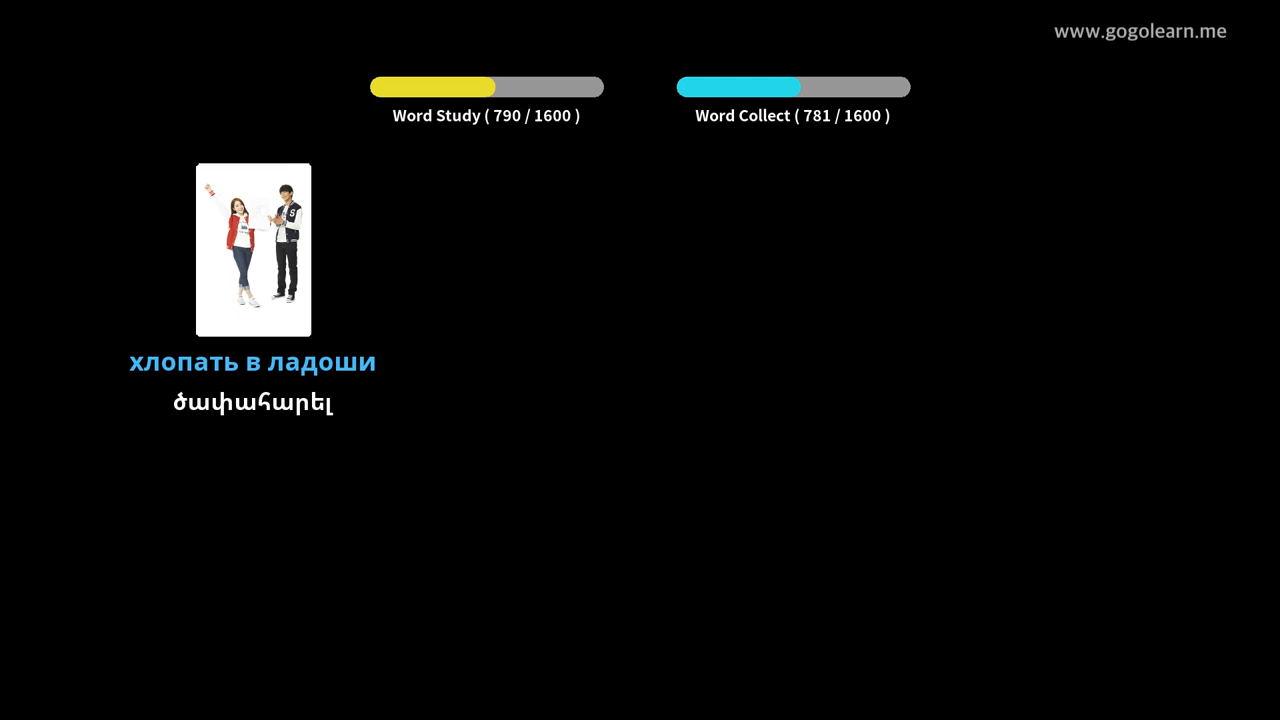 www.gogolearn.me
Word Study ( 790 / 1600 )
Word Collect ( 781 / 1600 )
хлопать в ладоши
ծափահարել